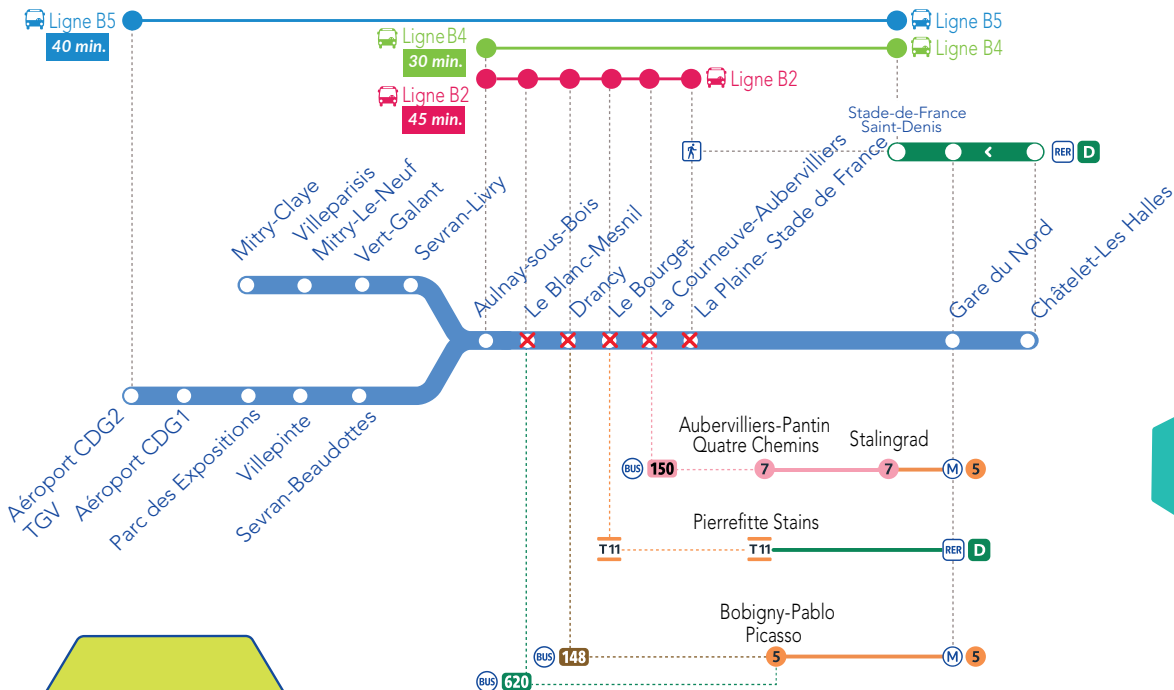 Ligne B5
Ligne B5
40 min.
Ligne B4
Ligne B4
30 min.
Ligne B2
Ligne B2
45 min.
Stade-de-France
Saint-Denis
RER D
Mitry-Claye
Villeparisis
Mitry-Le-Neuf
Vert-Galant
Sevran-Livry
Aulnay-sous-Bois
Le Blanc-Mesnil
Drancy
Le Bourget
La Courneuve-Aubervilliers
La Plaine- Stade de France
Gare du Nord
Châtelet-Les Halles
Aéroport CDG2
TGV
Aéroport CDG1
Parc des Expositions
Villepinte
Sevran-Beaudottes
Aubervilliers-Pantin
Quatre Chemins
Stalingrad
BUS 150 7 7 M 5
Pierrefitte Stains
T11 T11 RER D
Bobigny-Pablo
Picasso
BUS 148 5 M 5
BUS 620